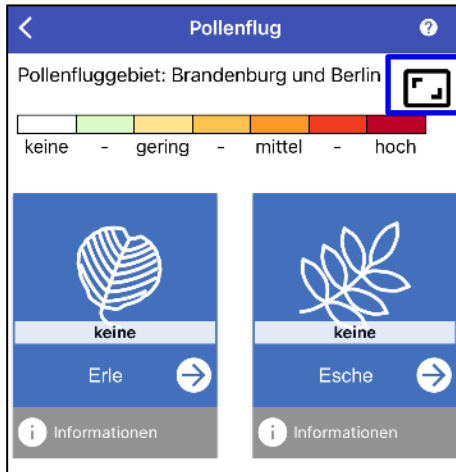 Pollenflug
?
Pollenfluggebiet: Brandenburg und Berlin
keine - gering - mittel - hoch
keine
keine
Erle
Esche
i Informationen
i Informationen